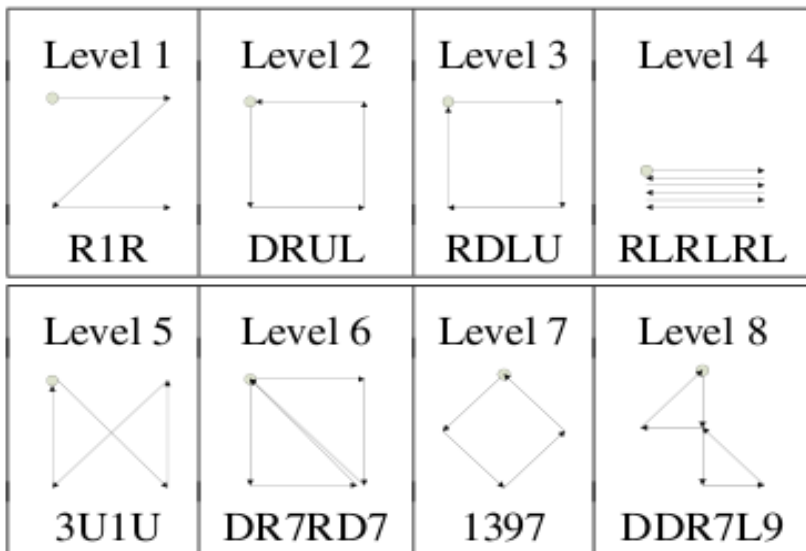 Level 1 Level 2 Level 3 Level 4
R1R DRUL RDLU RLRLRL
Level 5 Level 6 Level 7 Level 8
3U1U DR7RD7 1397 DDR7L9